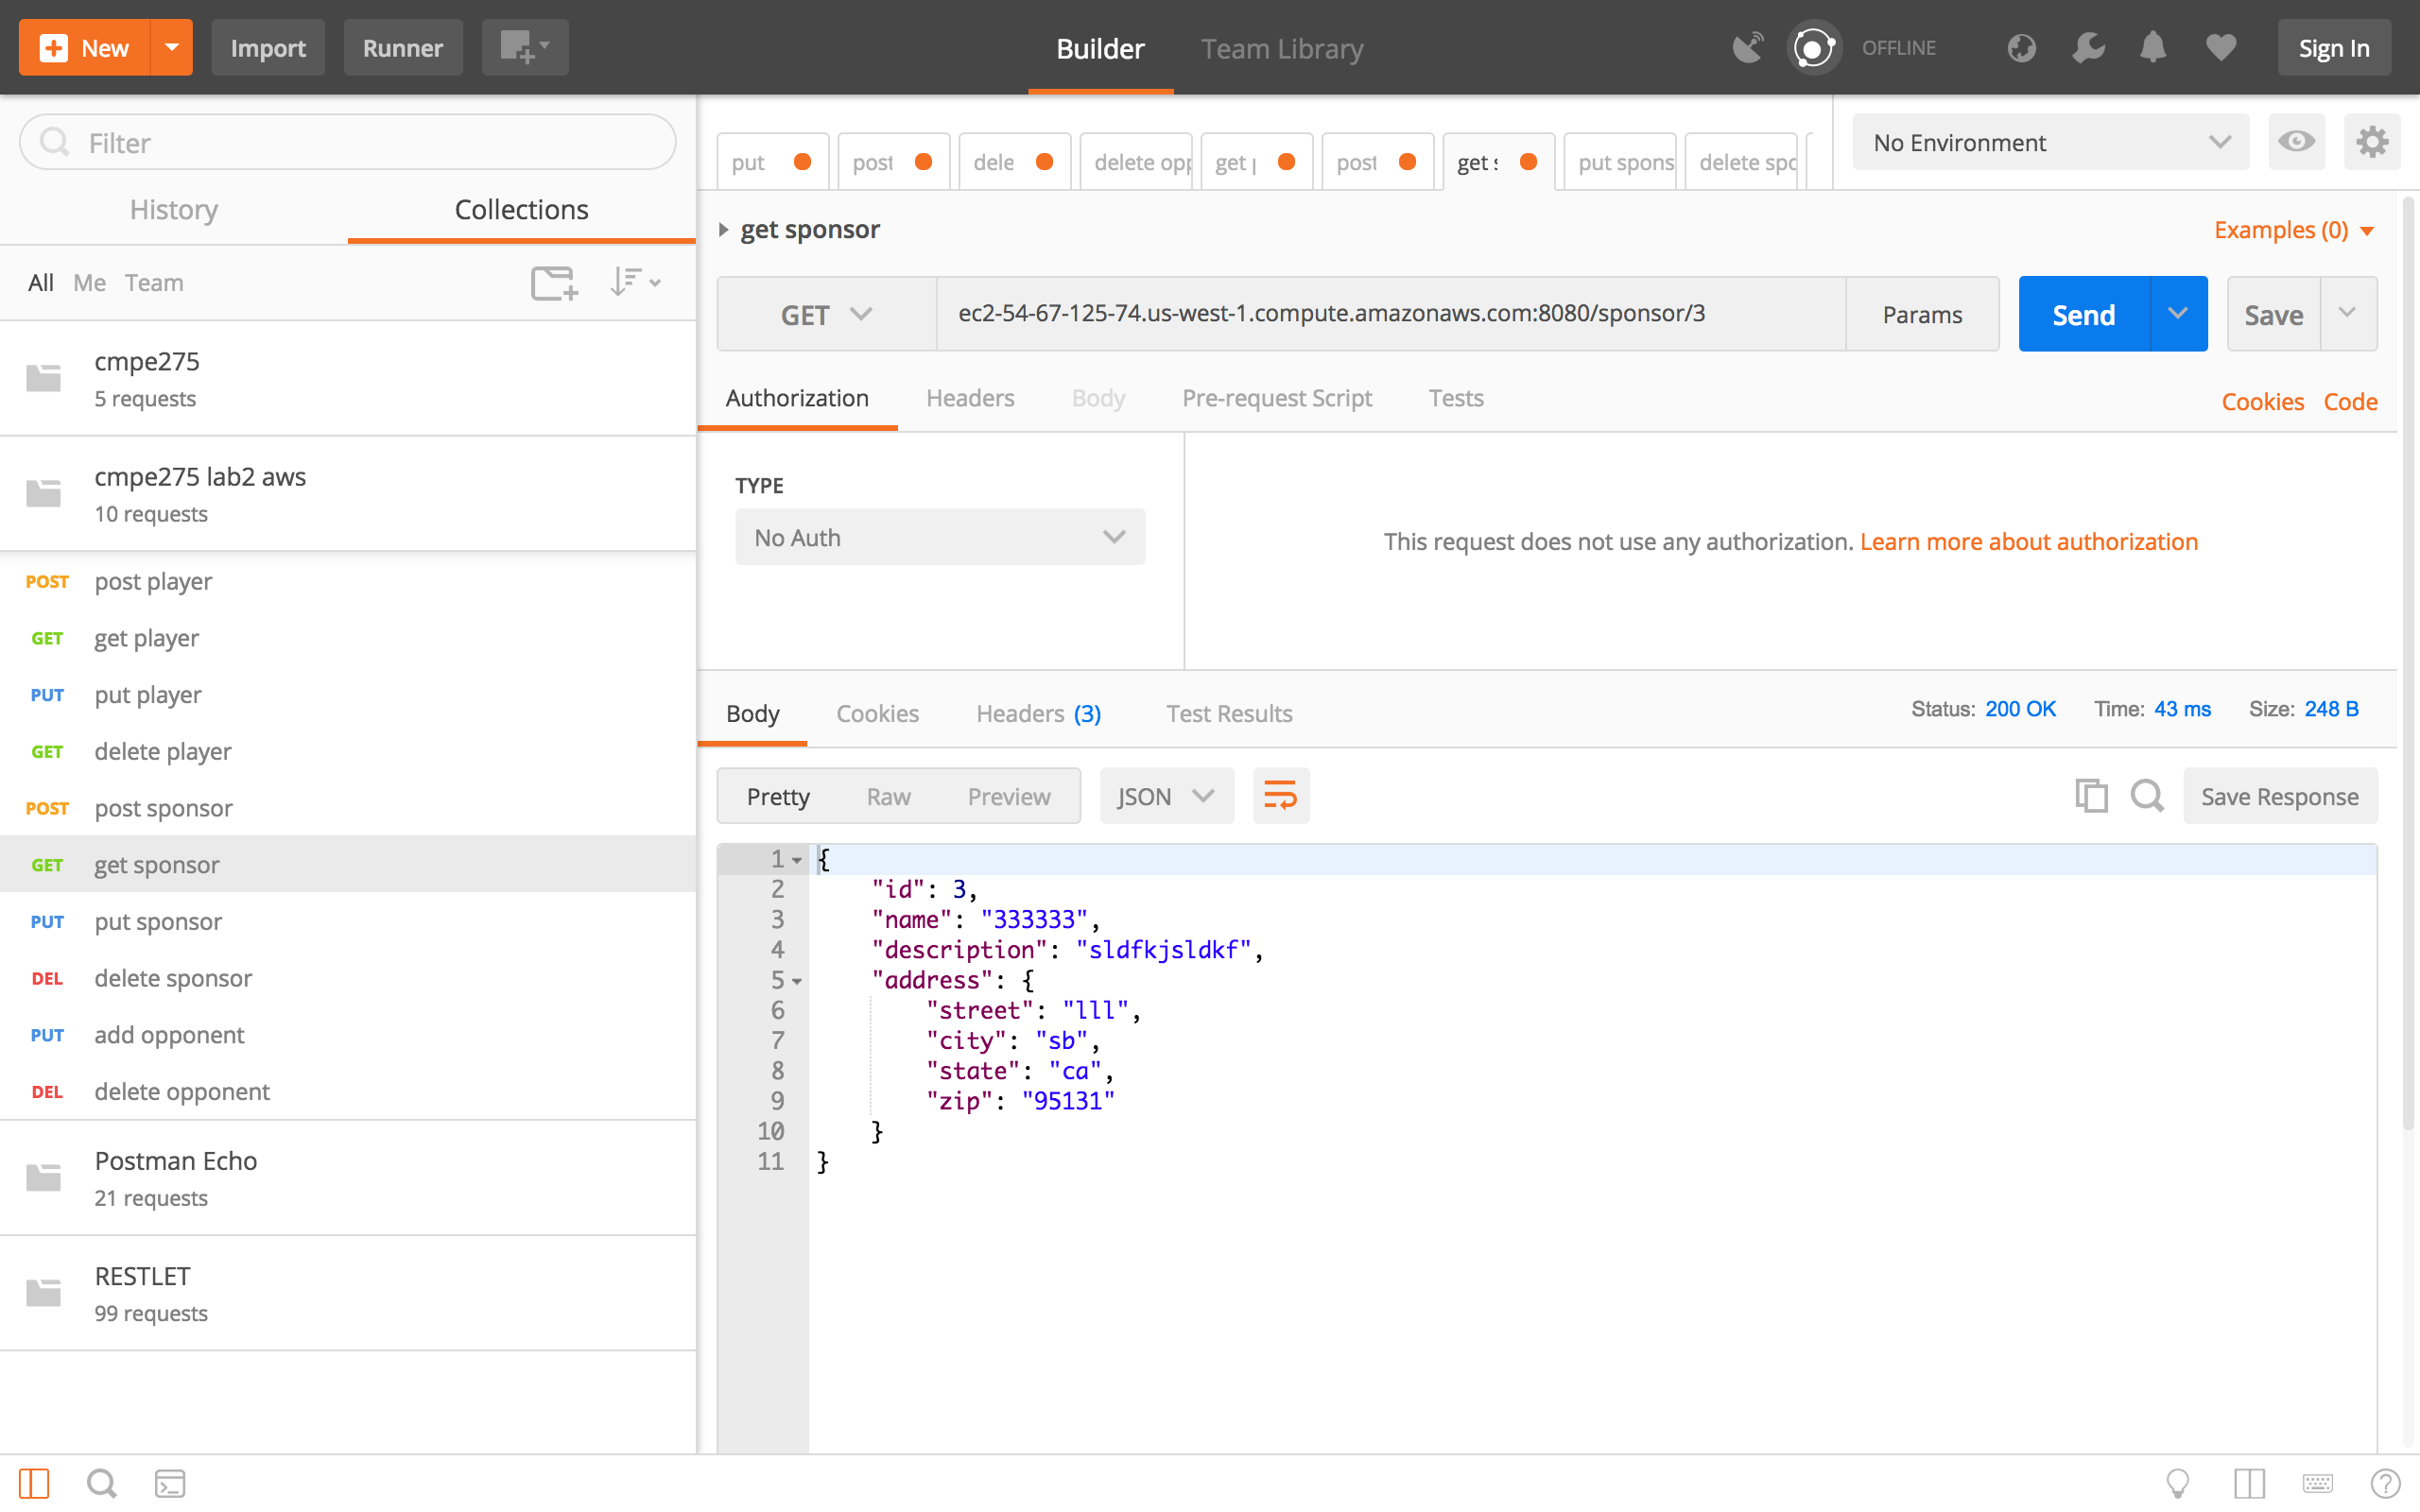 New
Import
Runner
Builder
Team Library
OFFLINE
Sign In
Filter
History
Collections
All Me Team
cmpe275
5 requests
cmpe275 lab2 aws
10 requests
POST post player
GET get player
PUT put player
GET delete player
POST post sponsor
GET get sponsor
PUT put sponsor
DEL delete sponsor
PUT add opponent
DEL delete opponent
Postman Echo
21 requests
RESTLET
99 requests
put
post
dele
delete opp
get
post
get s
put spons
delete spo
No Environment
get sponsor
Examples (0)
GET
ec2-54-67-125-74.us-west-1.compute.amazonaws.com:8080/sponsor/3
Params
Send
Save
Authorization
Headers
Body
Pre-request Script
Tests
Cookies
Code
TYPE
No Auth
This request does not use any authorization. Learn more about authorization
Body
Cookies
Headers (3)
Test Results
Status: 200 OK
Time: 43 ms
Size: 248 B
Pretty
Raw
Preview
JSON
Save Response
1 {
2 "id": 3,
3 "name": "333333",
4 "description": "sldfkjsldkf",
5 "address": {
6 "street": "lll",
7 "city": "sb",
8 "state": "ca",
9 "zip": "95131"
10 }
11 }